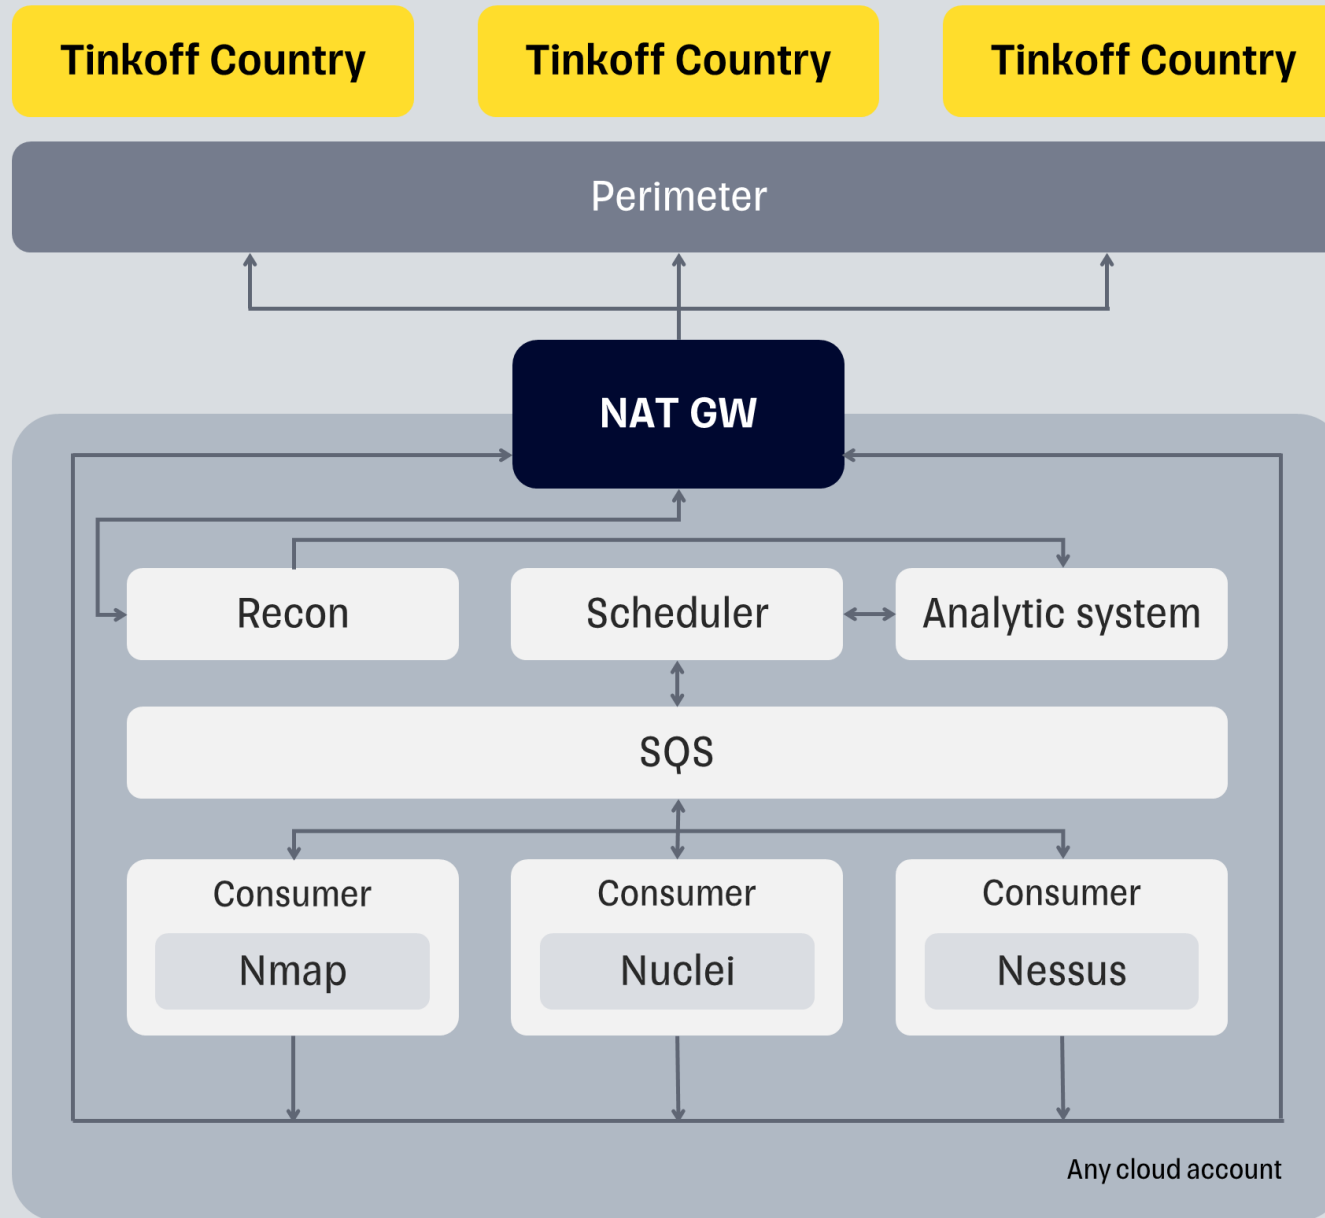 Tinkoff Country
Tinkoff Country
Tinkoff Country
Perimeter
NAT GW
Recon
Scheduler
Analytic system
SQS
Consumer
Consumer
Consumer
Nmap
Nuclei
Nessus
Any cloud account